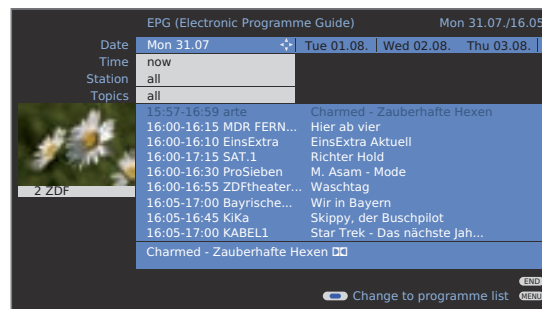 EPG (Electronic Programme Guide) Mon 31.07./16.05
Date Mon 31.07 Tue 01.08. Wed 02.08. Thu 03.08.
Time now
Station all
Topics all
15:57-16:59 arte Charmed - Zauberhafte Hexen
16:00-16:15 MDR FERN... Hier ab vier
16:00-16:10 EinsExtra EinsExtra Aktuell
16:00-17:15 SAT.1 Richter Hold
16:00-16:30 ProSieben M. Asam - Mode
16:00-16:55 ZDFtheater... Waschtag
16:05-17:00 Bayrische... Wir in Bayern
16:05-16:45 KiKa Skippy, der Buschpilot
16:05-17:00 KABEL1 Star Trek - Das nächste Jah...
2 ZDF
Charmed - Zauberhafte Hexen
END
Change to programme list MENU